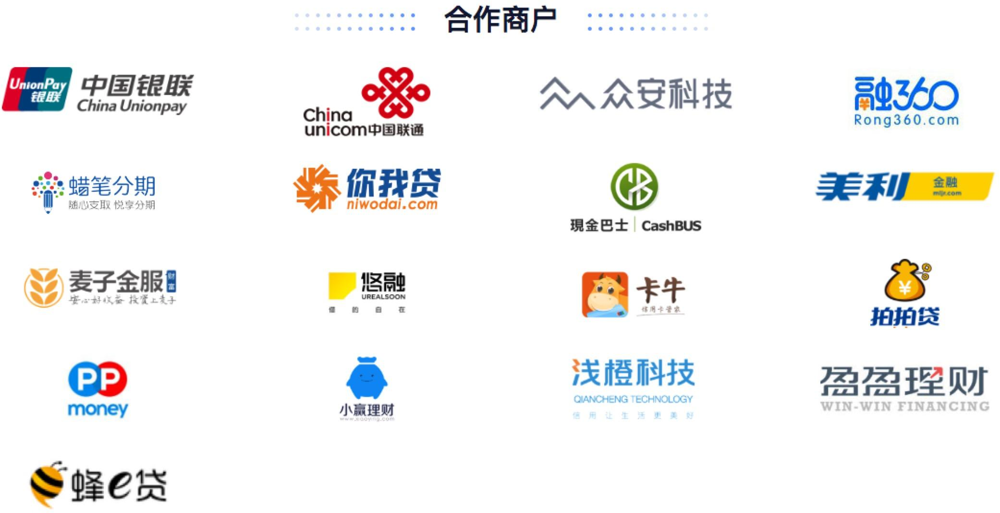 合作商户
UnionPay
银联
中国银联
China Unionpay
China
unicom中国联通
众安科技
融360
Rong360.com
蜡笔分期
随心支取 悦享分期
你我贷
niwodai.com
現金巴士 CashBUS
美利
金融
mljr.com
麦子金服
财富
安心好收益 投资上麦子
悠融
UREALSOON
借的自在
卡牛
信用卡管家
拍拍贷
PP
money
小赢理财
www.xiaoying.com
浅橙科技
QIANCHENG TECHNOLOGY
信用让生活更美好
盈盈理财
WIN-WIN FINANCING
蜂e贷